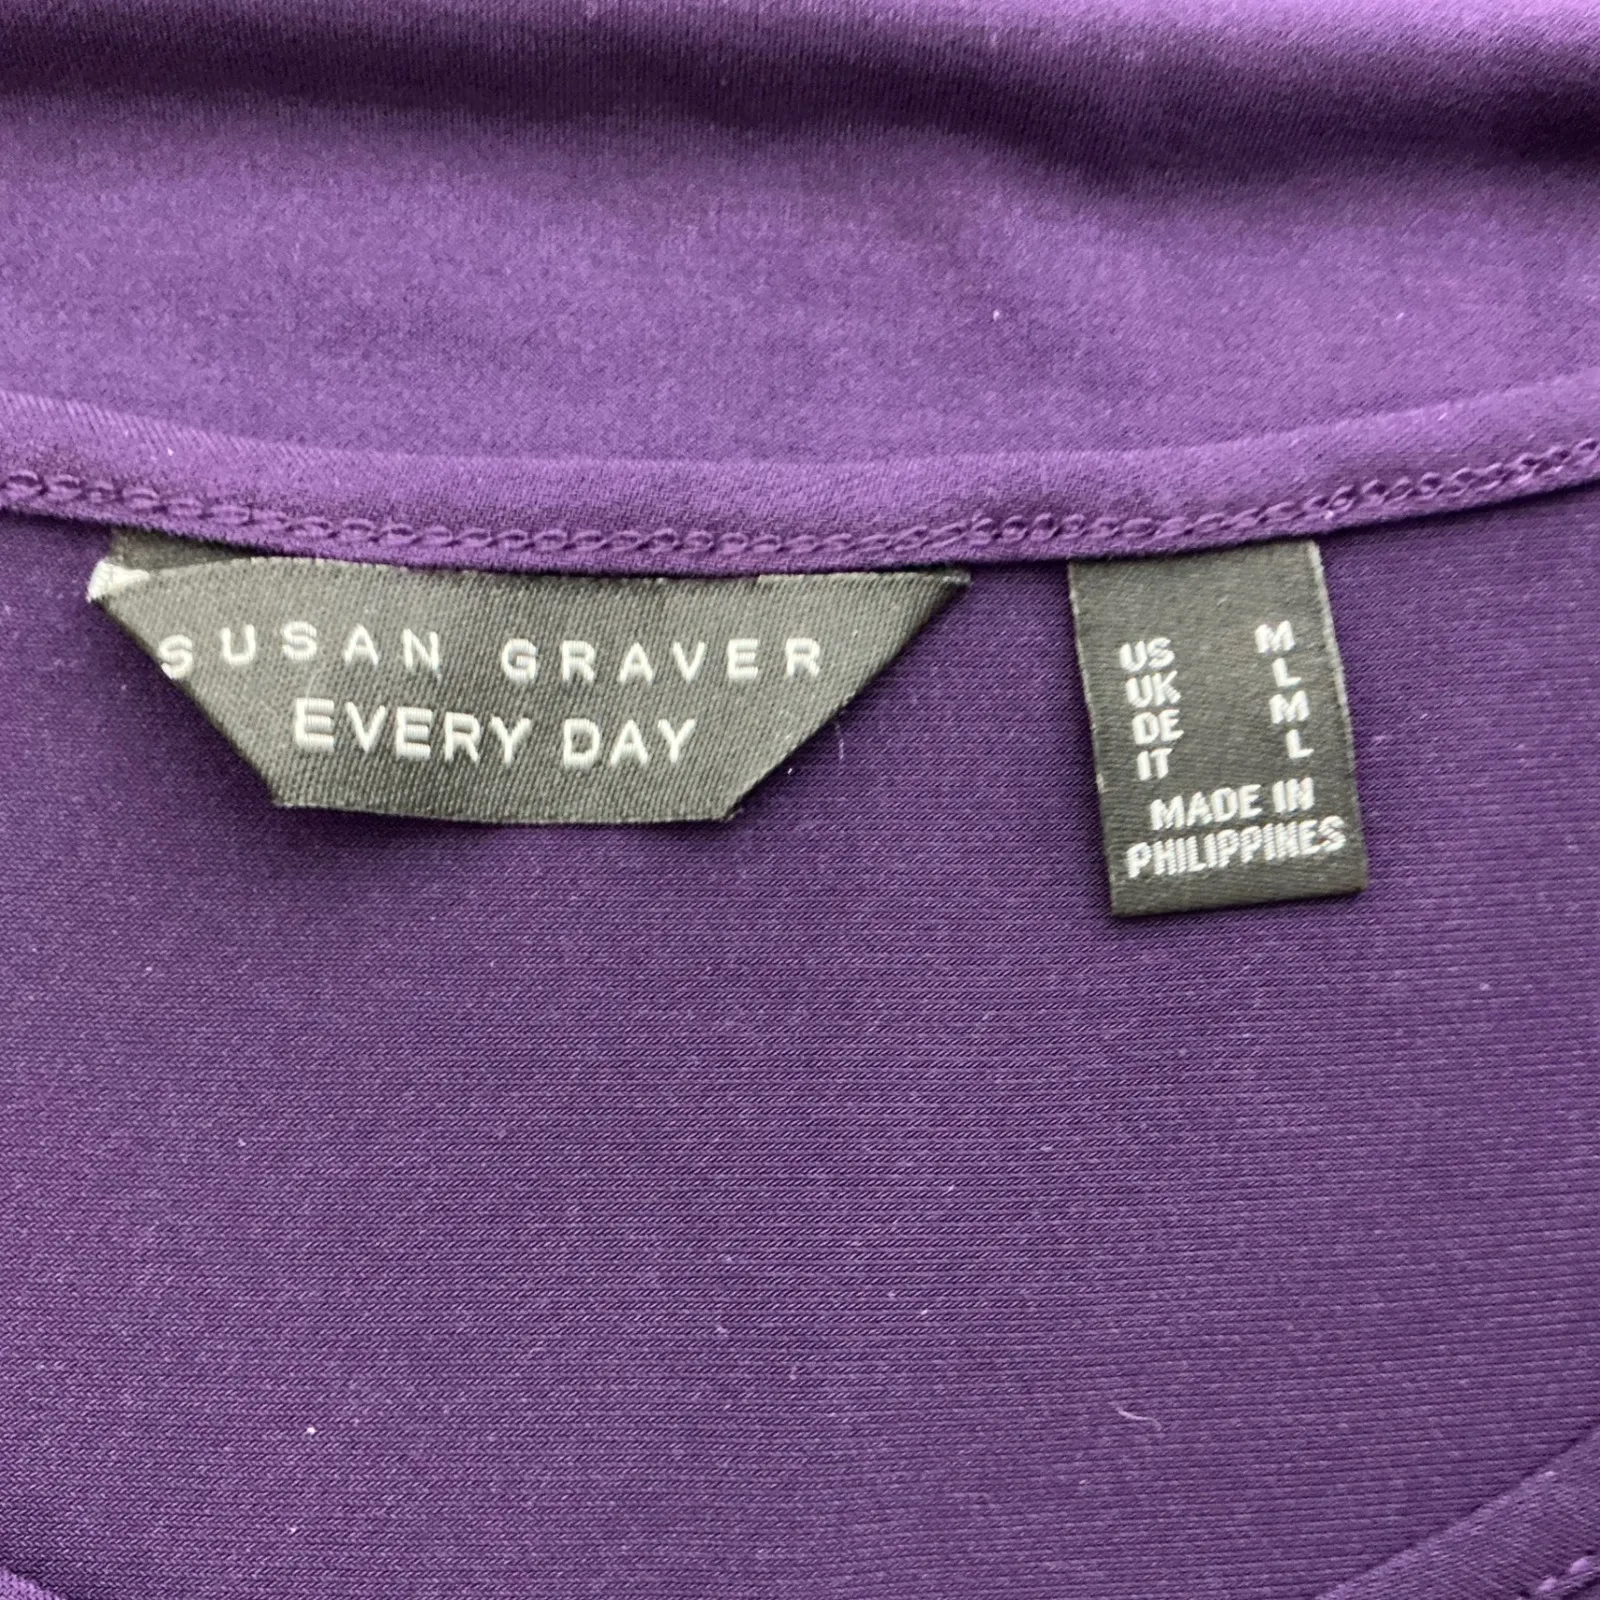 SUSAN GRAVER
EVERY DAY
US M
UK L
DE M
IT L
MADE IN
PHILIPPINES